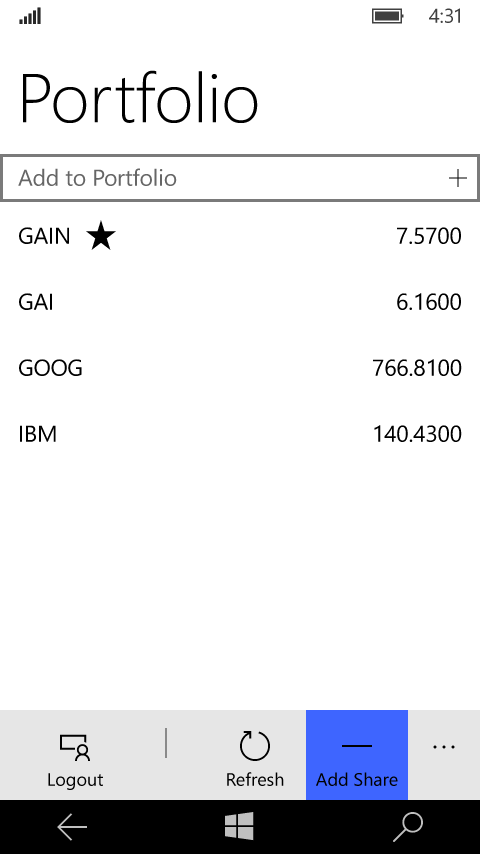 4:31
Portfolio
Add to Portfolio
GAIN 7.5700
GAI 6.1600
GOOG 766.8100
IBM 140.4300
Logout Refresh Add Share